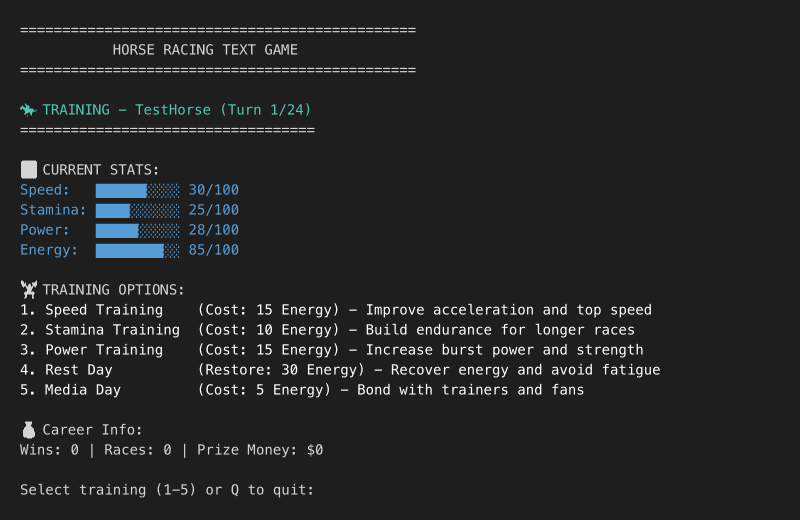 ===============================================
HORSE RACING TEXT GAME
===============================================
🐎 TRAINING – TestHorse (Turn 1/24)
===================================
CURRENT STATS:
Speed: ██████░░░░ 30/100
Stamina: ████░░░░░░ 25/100
Power: █████░░░░░ 28/100
Energy: ████████░░ 85/100
🏋 TRAINING OPTIONS:
1. Speed Training (Cost: 15 Energy) – Improve acceleration and top speed
2. Stamina Training (Cost: 10 Energy) – Build endurance for longer races
3. Power Training (Cost: 15 Energy) – Increase burst power and strength
4. Rest Day (Restore: 30 Energy) – Recover energy and avoid fatigue
5. Media Day (Cost: 5 Energy) – Bond with trainers and fans
💰 Career Info:
Wins: 0 | Races: 0 | Prize Money: $0
Select training (1–5) or Q to quit: